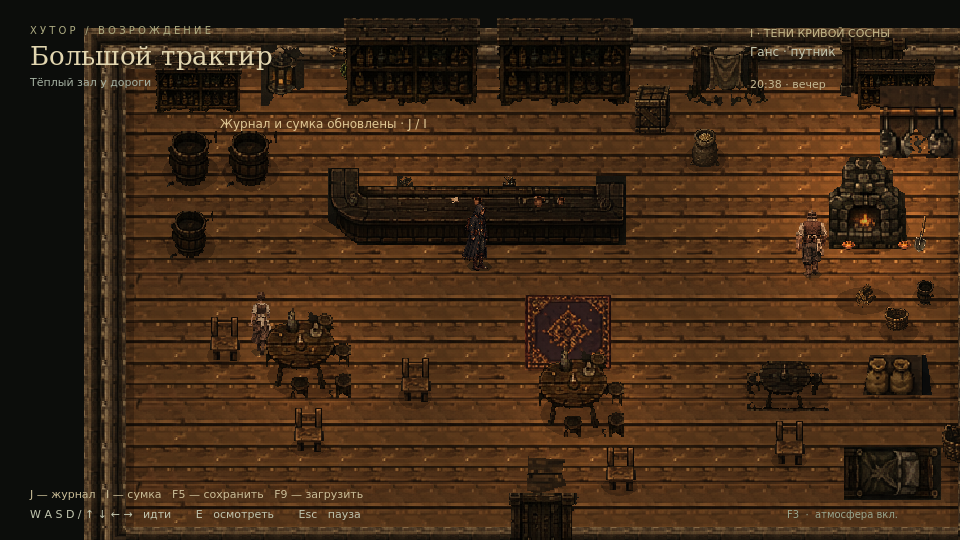 ХУТОР / ВОЗРОЖДЕНИЕ
Большой трактир
Тёплый зал у дороги
I · ТЕНИ КРИВОЙ СОСНЫ
Ганс · путник
20:38 · вечер
Журнал и сумка обновлены · J / I
J — журнал I — сумка F5 — сохранить F9 — загрузить
W A S D / ↑ ↓ ← → идти E осмотреть Esc пауза
F3 · атмосфера вкл.